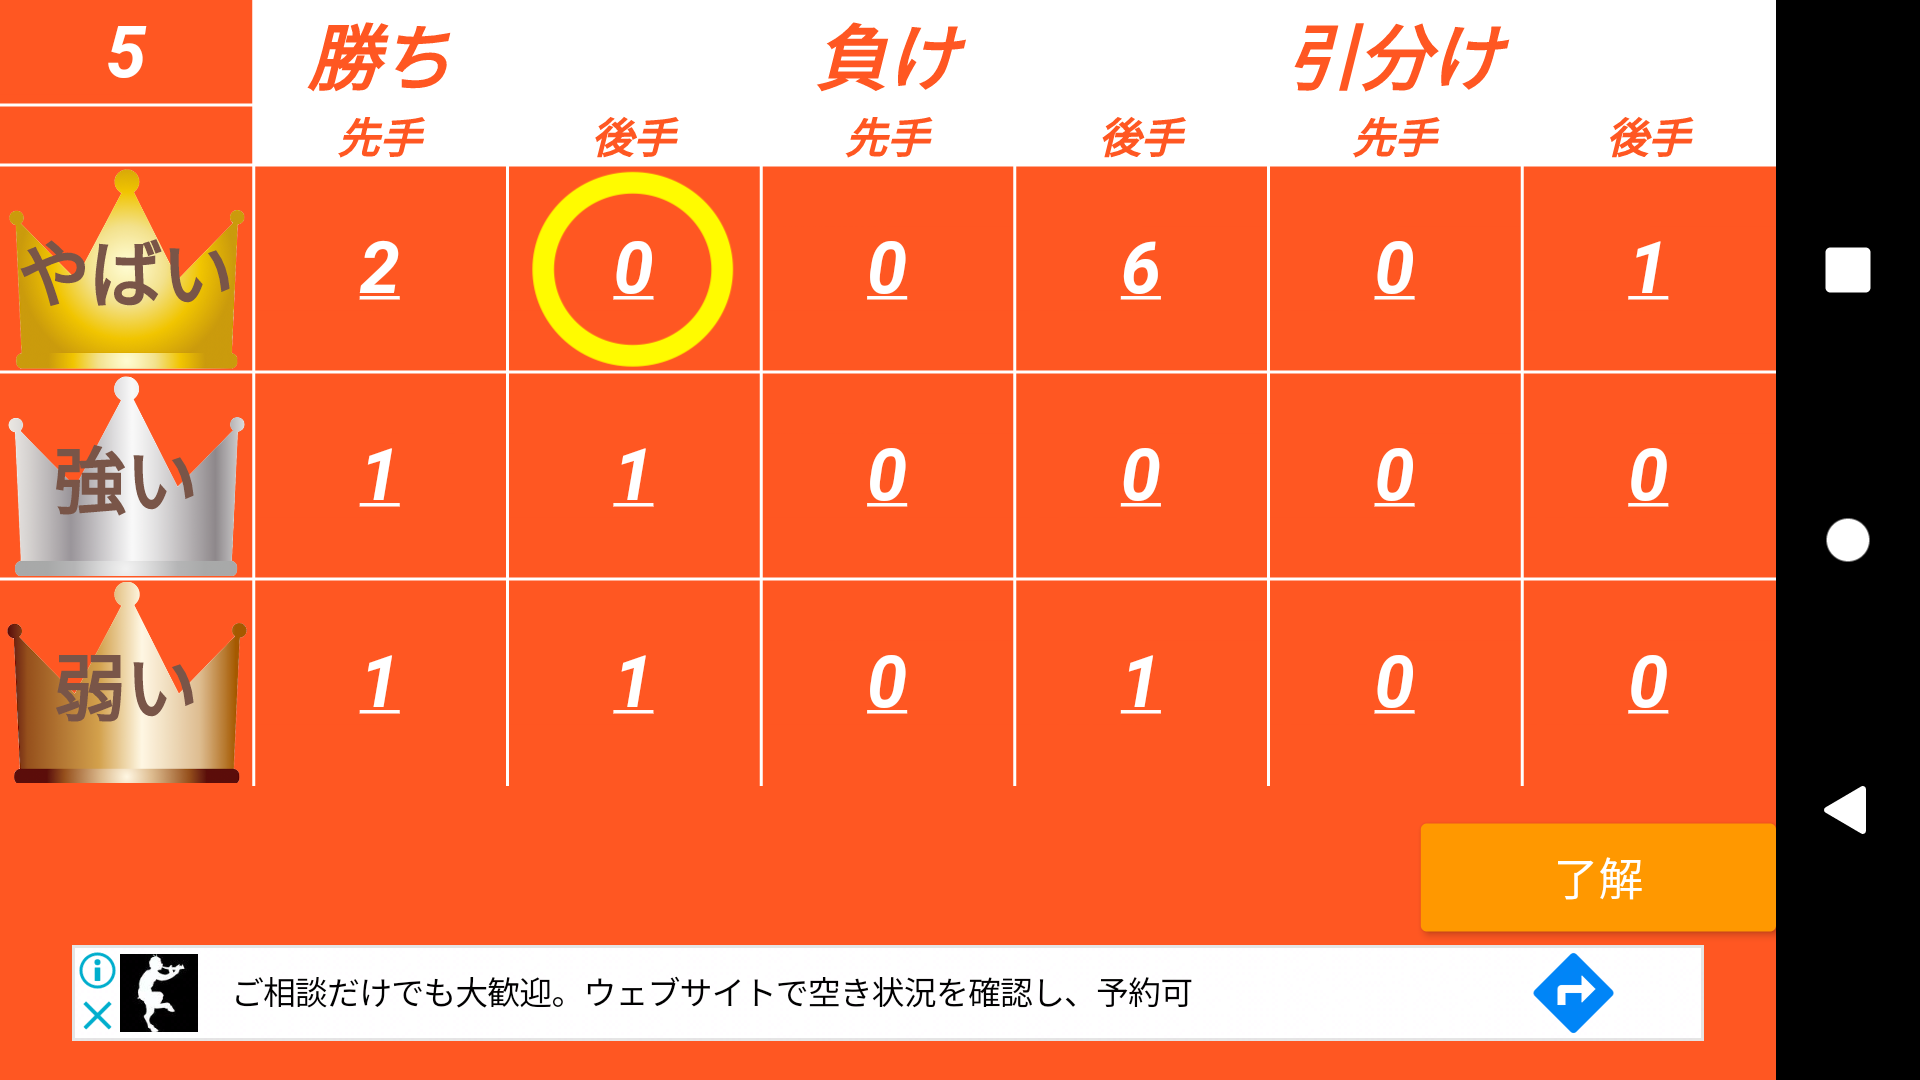 5 勝ち 負け 引分け
先手 後手 先手 後手 先手 後手
やばい 2 0 0 6 0 1
強い 1 1 0 0 0 0
弱い 1 1 0 1 0 0
了解
ご相談だけでも大歓迎。ウェブサイトで空き状況を確認し、予約可